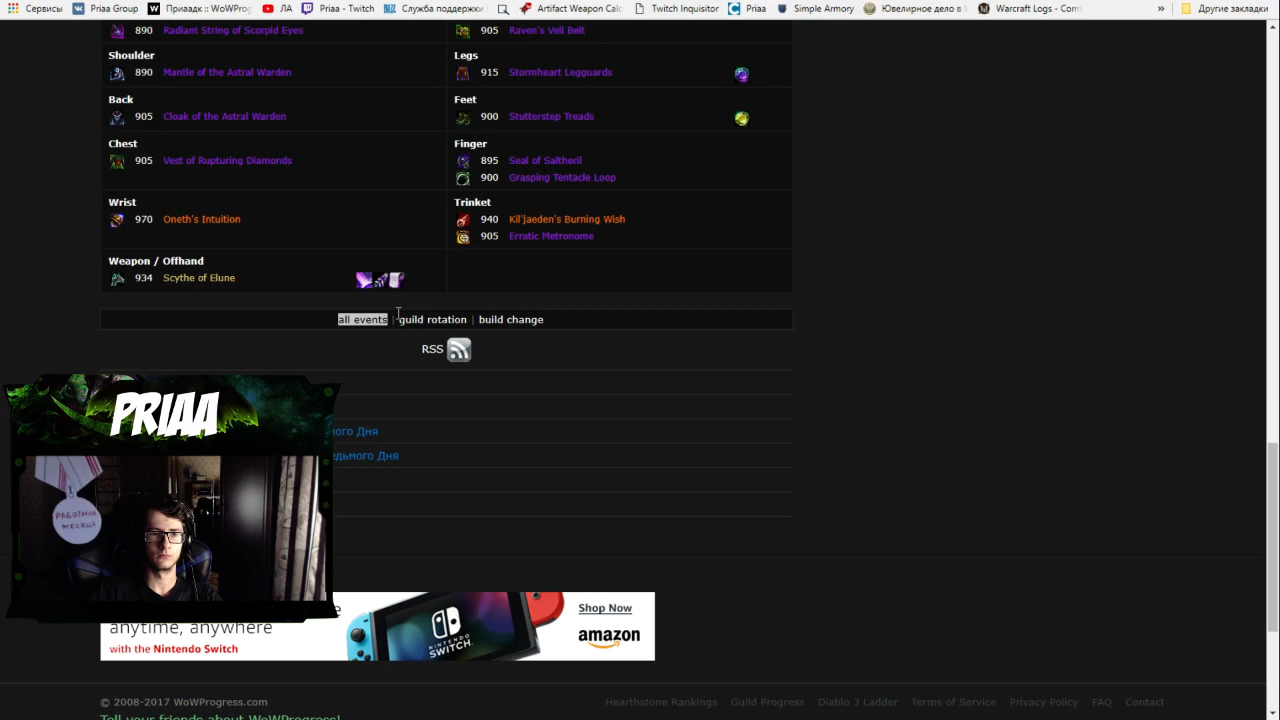 Сервисы Priaa Group Приаадк :: WoWProg ЛА Priaa - Twitch Служба поддержки Artifact Weapon Calc Twitch Inquisitor Priaa Simple Armory Ювелирное дело в Warcraft Logs - Com » Другие закладки
890 Radiant String of Scorpid Eyes
905 Raven's Veil Belt
Shoulder
890 Mantle of the Astral Warden
Legs
915 Stormheart Legguards
Back
905 Cloak of the Astral Warden
Feet
900 Stutterstep Treads
Chest
905 Vest of Rupturing Diamonds
Finger
895 Seal of Saltheril
900 Grasping Tentacle Loop
Wrist
970 Oneth's Intuition
Trinket
940 Kil'jaeden's Burning Wish
905 Erratic Metronome
Weapon / Offhand
934 Scythe of Elune
all events | guild rotation | build change
RSS
мого Дня
едьмого Дня
PRIAA
РАБОТНИК
МЕСЯЦА
anytime, anywhere
with the Nintendo Switch
NINTENDO
SWITCH
Shop Now
amazon
© 2008-2017 WoWProgress.com
Hearthstone Rankings Guild Progress Diablo 3 Ladder Terms of Service Privacy Policy FAQ Contact
Tell your friends about WoWProgress!